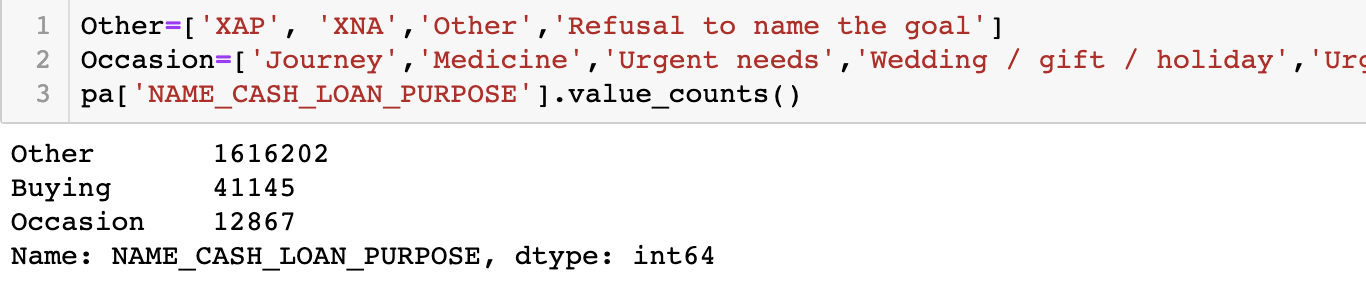 1 Other=['XAP', 'XNA','Other','Refusal to name the goal']
2 Occasion=['Journey','Medicine','Urgent needs','Wedding / gift / holiday','Urg
3 pa['NAME_CASH_LOAN_PURPOSE'].value_counts()
Other 1616202
Buying 41145
Occasion 12867
Name: NAME_CASH_LOAN_PURPOSE, dtype: int64